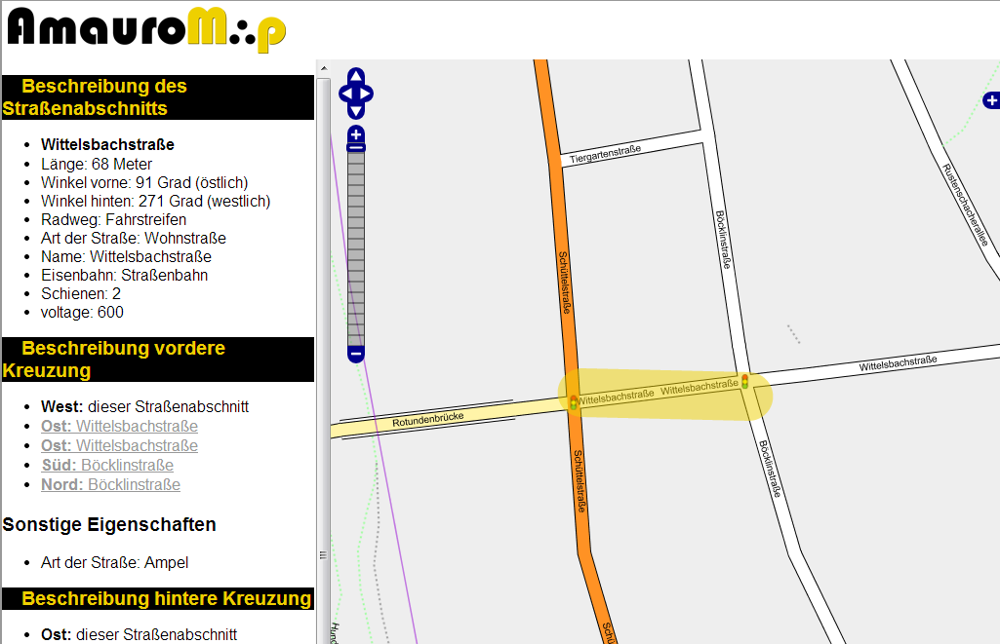 AmauroMap
Beschreibung des
Straßenabschnitts
Wittelsbachstraße
Länge: 68 Meter
Winkel vorne: 91 Grad (östlich)
Winkel hinten: 271 Grad (westlich)
Radweg: Fahrstreifen
Art der Straße: Wohnstraße
Name: Wittelsbachstraße
Eisenbahn: Straßenbahn
Schienen: 2
voltage: 600
Beschreibung vordere
Kreuzung
West: dieser Straßenabschnitt
Ost: Wittelsbachstraße
Ost: Wittelsbachstraße
Süd: Böcklinstraße
Nord: Böcklinstraße
Sonstige Eigenschaften
Art der Straße: Ampel
Beschreibung hintere Kreuzung
Ost: dieser Straßenabschnitt
Tiergartenstraße
Böcklinstraße
Rustenschacherallee
Schüttelstraße
Wittelsbachstraße
Wittelsbachstraße Wittelsbachstraße
Rotundenbrücke
Schüttelstraße
Böcklinstraße